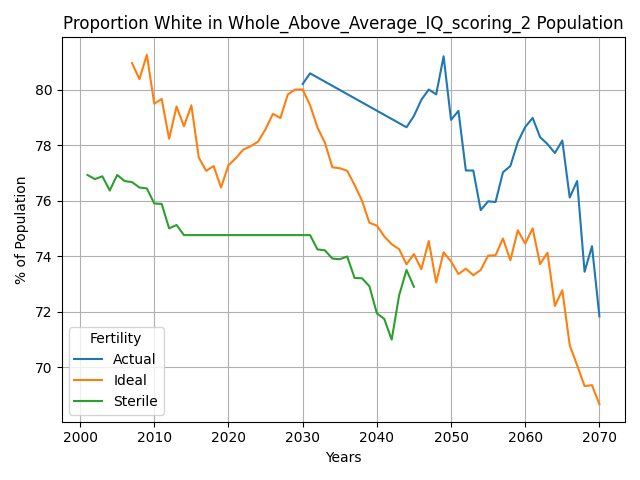 Proportion White in Whole_Above_Average_IQ_scoring_2 Population
% of Population
80
78
76
74
72
70
Fertility
Actual
Ideal
Sterile
2000 2010 2020 2030 2040 2050 2060 2070
Years